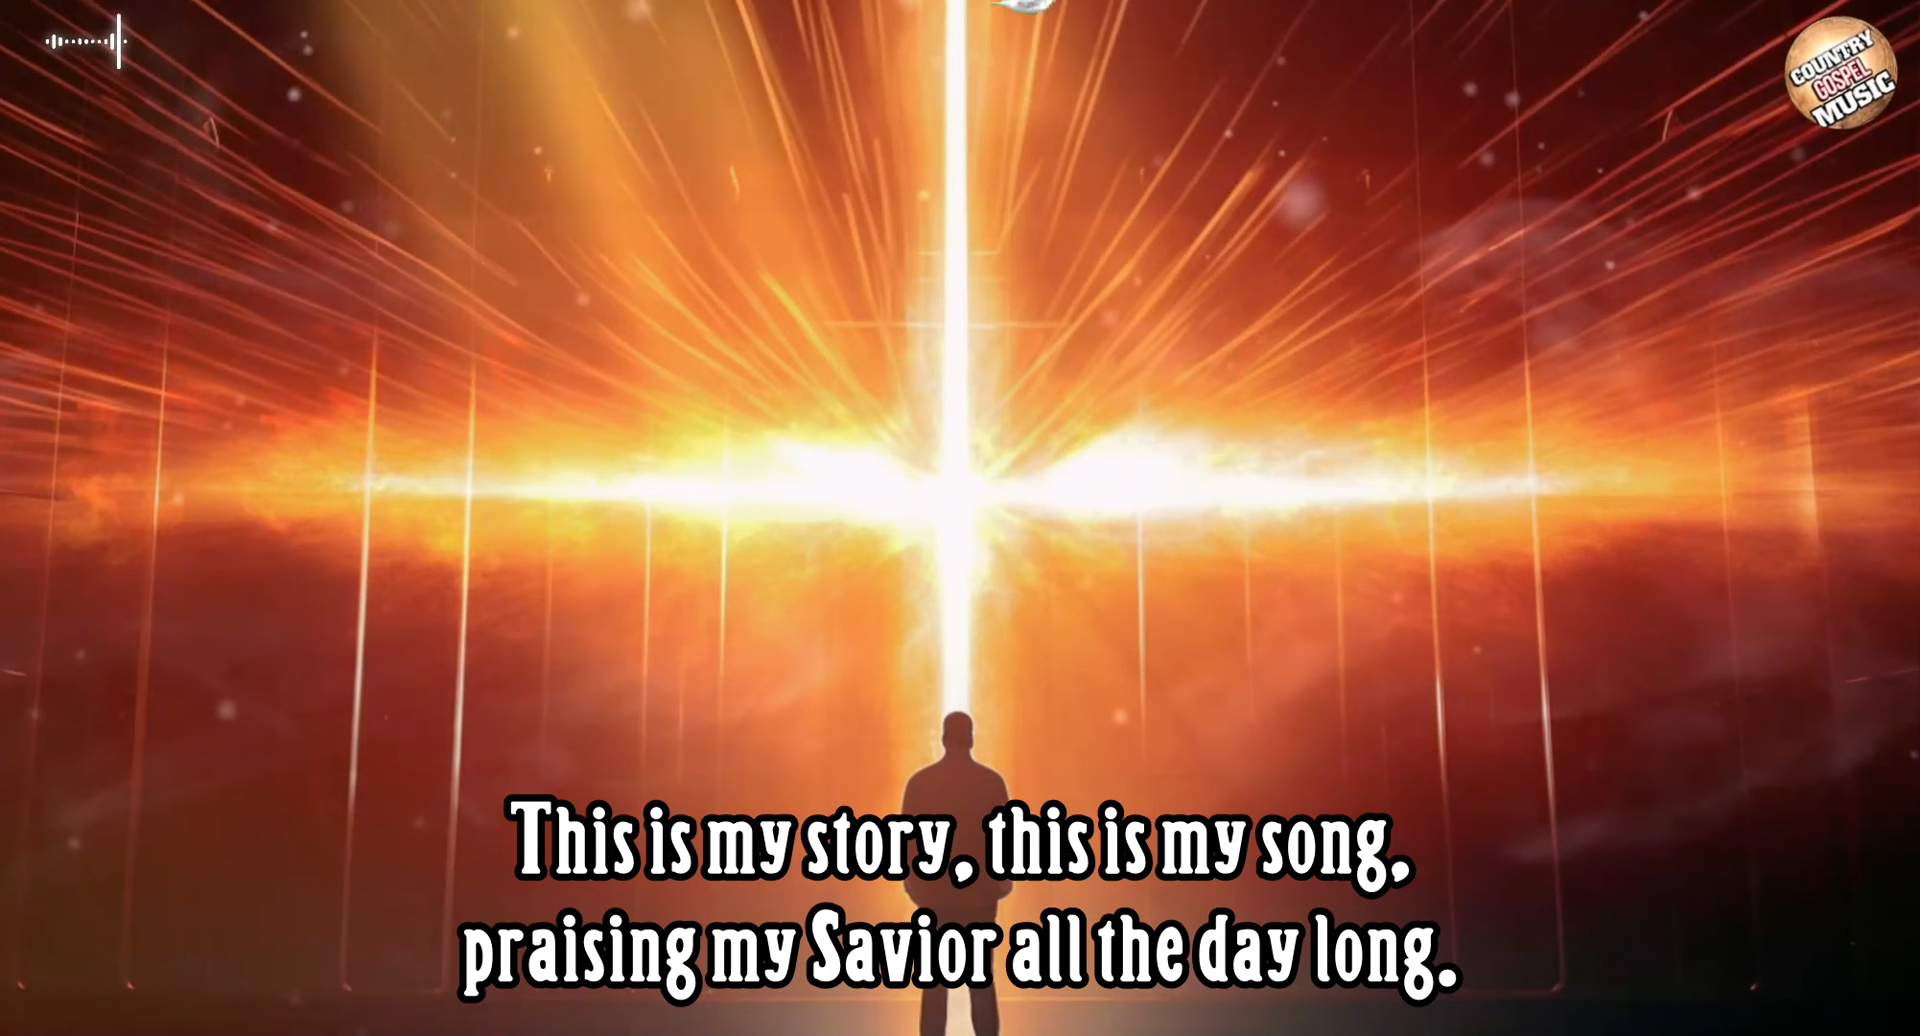 COUNTRY
GOSPEL
MUSIC
This is my story, this is my song,
praising my Savior all the day long.